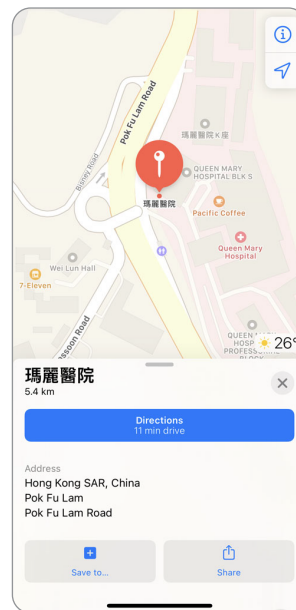 Pok Fu Lam Road
Bisney Road
瑪麗醫院K座
QUEEN MARY
HOSPITAL BLK S
瑪麗醫院
Pacific Coffee
Queen Mary
Hospital
Wei Lun Hall
7-Eleven
Sassoon Road
QUEEN
HOSP
PROFESS
BLOCK
26°
瑪麗醫院
5.4 km
Directions
11 min drive
Address
Hong Kong SAR, China
Pok Fu Lam
Pok Fu Lam Road
Save to...
Share